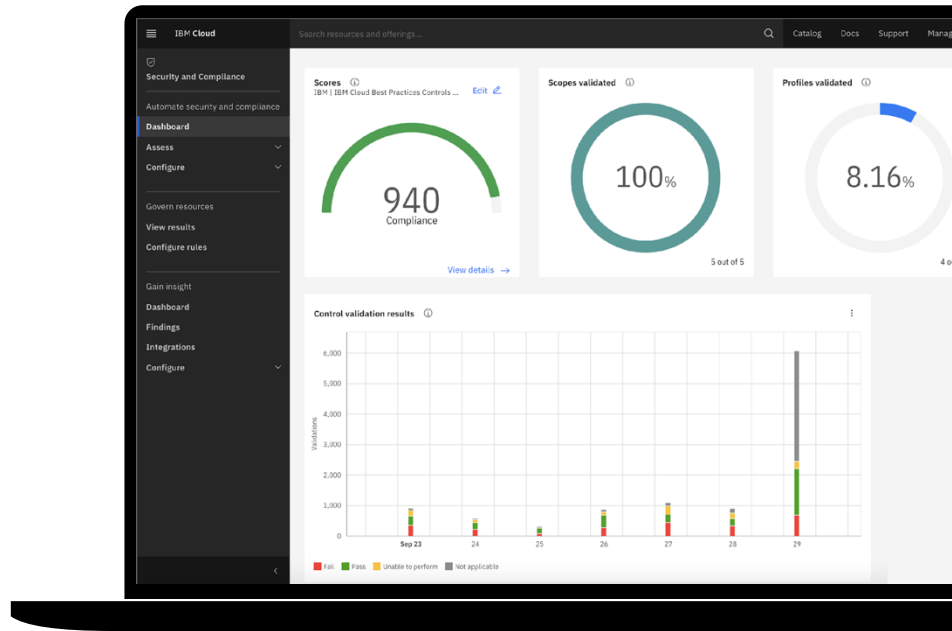 IBM Cloud
Search resources and offerings...
Catalog Docs Support Manag
Security and Compliance
Automate security and compliance
Dashboard
Assess
Configure
Govern resources
View results
Configure rules
Gain insight
Dashboard
Findings
Integrations
Configure
Scores
IBM | IBM Cloud Best Practices Controls ...
Edit
940
Compliance
View details →
Scopes validated
100%
5 out of 5
Profiles validated
8.16%
4 o
Control validation results
Validations
6,000
5,000
4,000
3,000
2,000
1,000
0
Sep 23 24 25 26 27 28 29
Fail Pass Unable to perform Not applicable